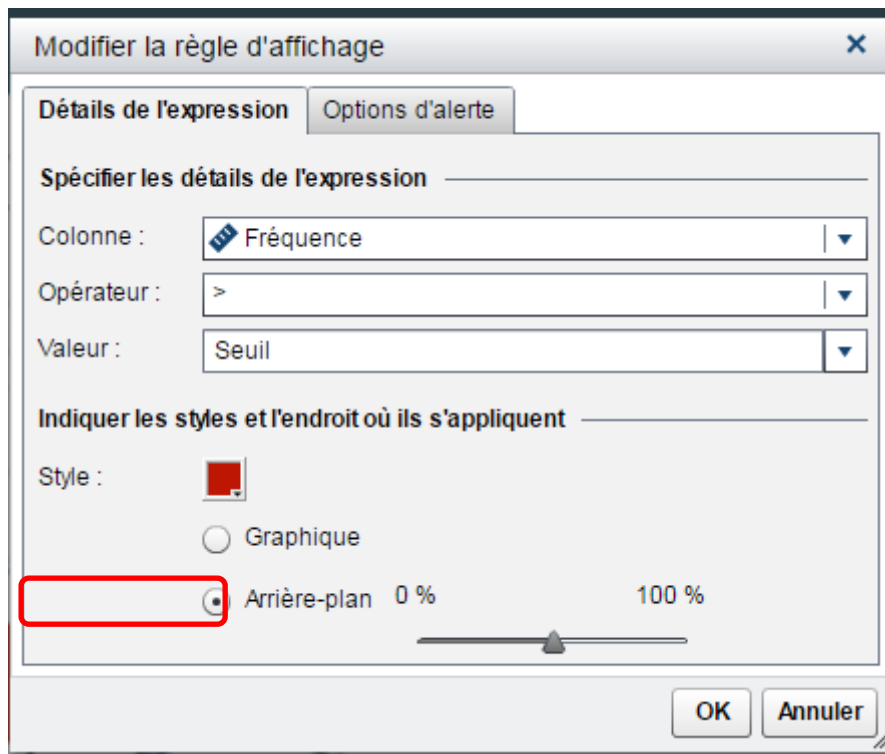 Modifier la règle d'affichage
Détails de l'expression Options d'alerte
Spécifier les détails de l'expression
Colonne : Fréquence
Opérateur : >
Valeur : Seuil
Indiquer les styles et l'endroit où ils s'appliquent
Style :
Graphique
Arrière-plan 0 % 100 %
OK Annuler